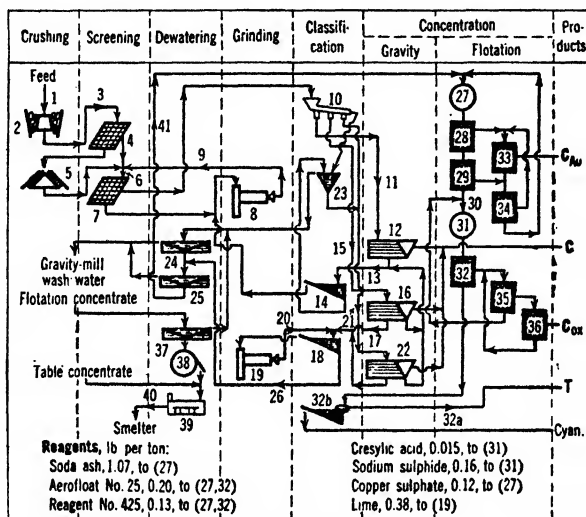 Crushing Screening Dewatering Grinding Classifi-cation Concentration Pro-ducts
Gravity Flotation
Feed
1
2
3
4
5
6
7
41
9
8
10
11
23
12
13
14
15
16
17
18
19
20
21
22
24
25
26
27
28
29
30
31
32
33
34
35
36
CAu
C
Cox
T
Cyan.
32b
32a
Gravity-mill
wash water
Flotation concentrate
37
38
Table concentrate
40
39
Smelter
Reagents, lb per ton:
Soda ash, 1.07, to (27)
Aerofloat No. 25, 0.20, to (27,32)
Reagent No. 425, 0.13, to (27,32)
Cresylic acid, 0.015, to (31)
Sodium sulphide, 0.16, to (31)
Copper sulphate, 0.12, to (27)
Lime, 0.38, to (19)